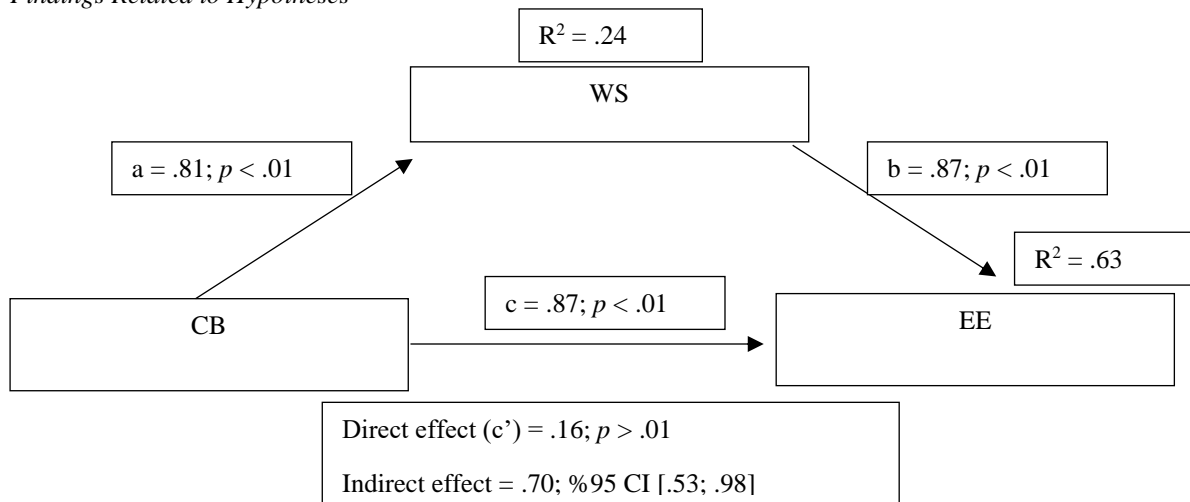 Findings Related to Hypotheses
R² = .24
WS
a = .81; p < .01
b = .87; p < .01
R² = .63
c = .87; p < .01
CB
EE
Direct effect (c’) = .16; p > .01
Indirect effect = .70; %95 CI [.53; .98]